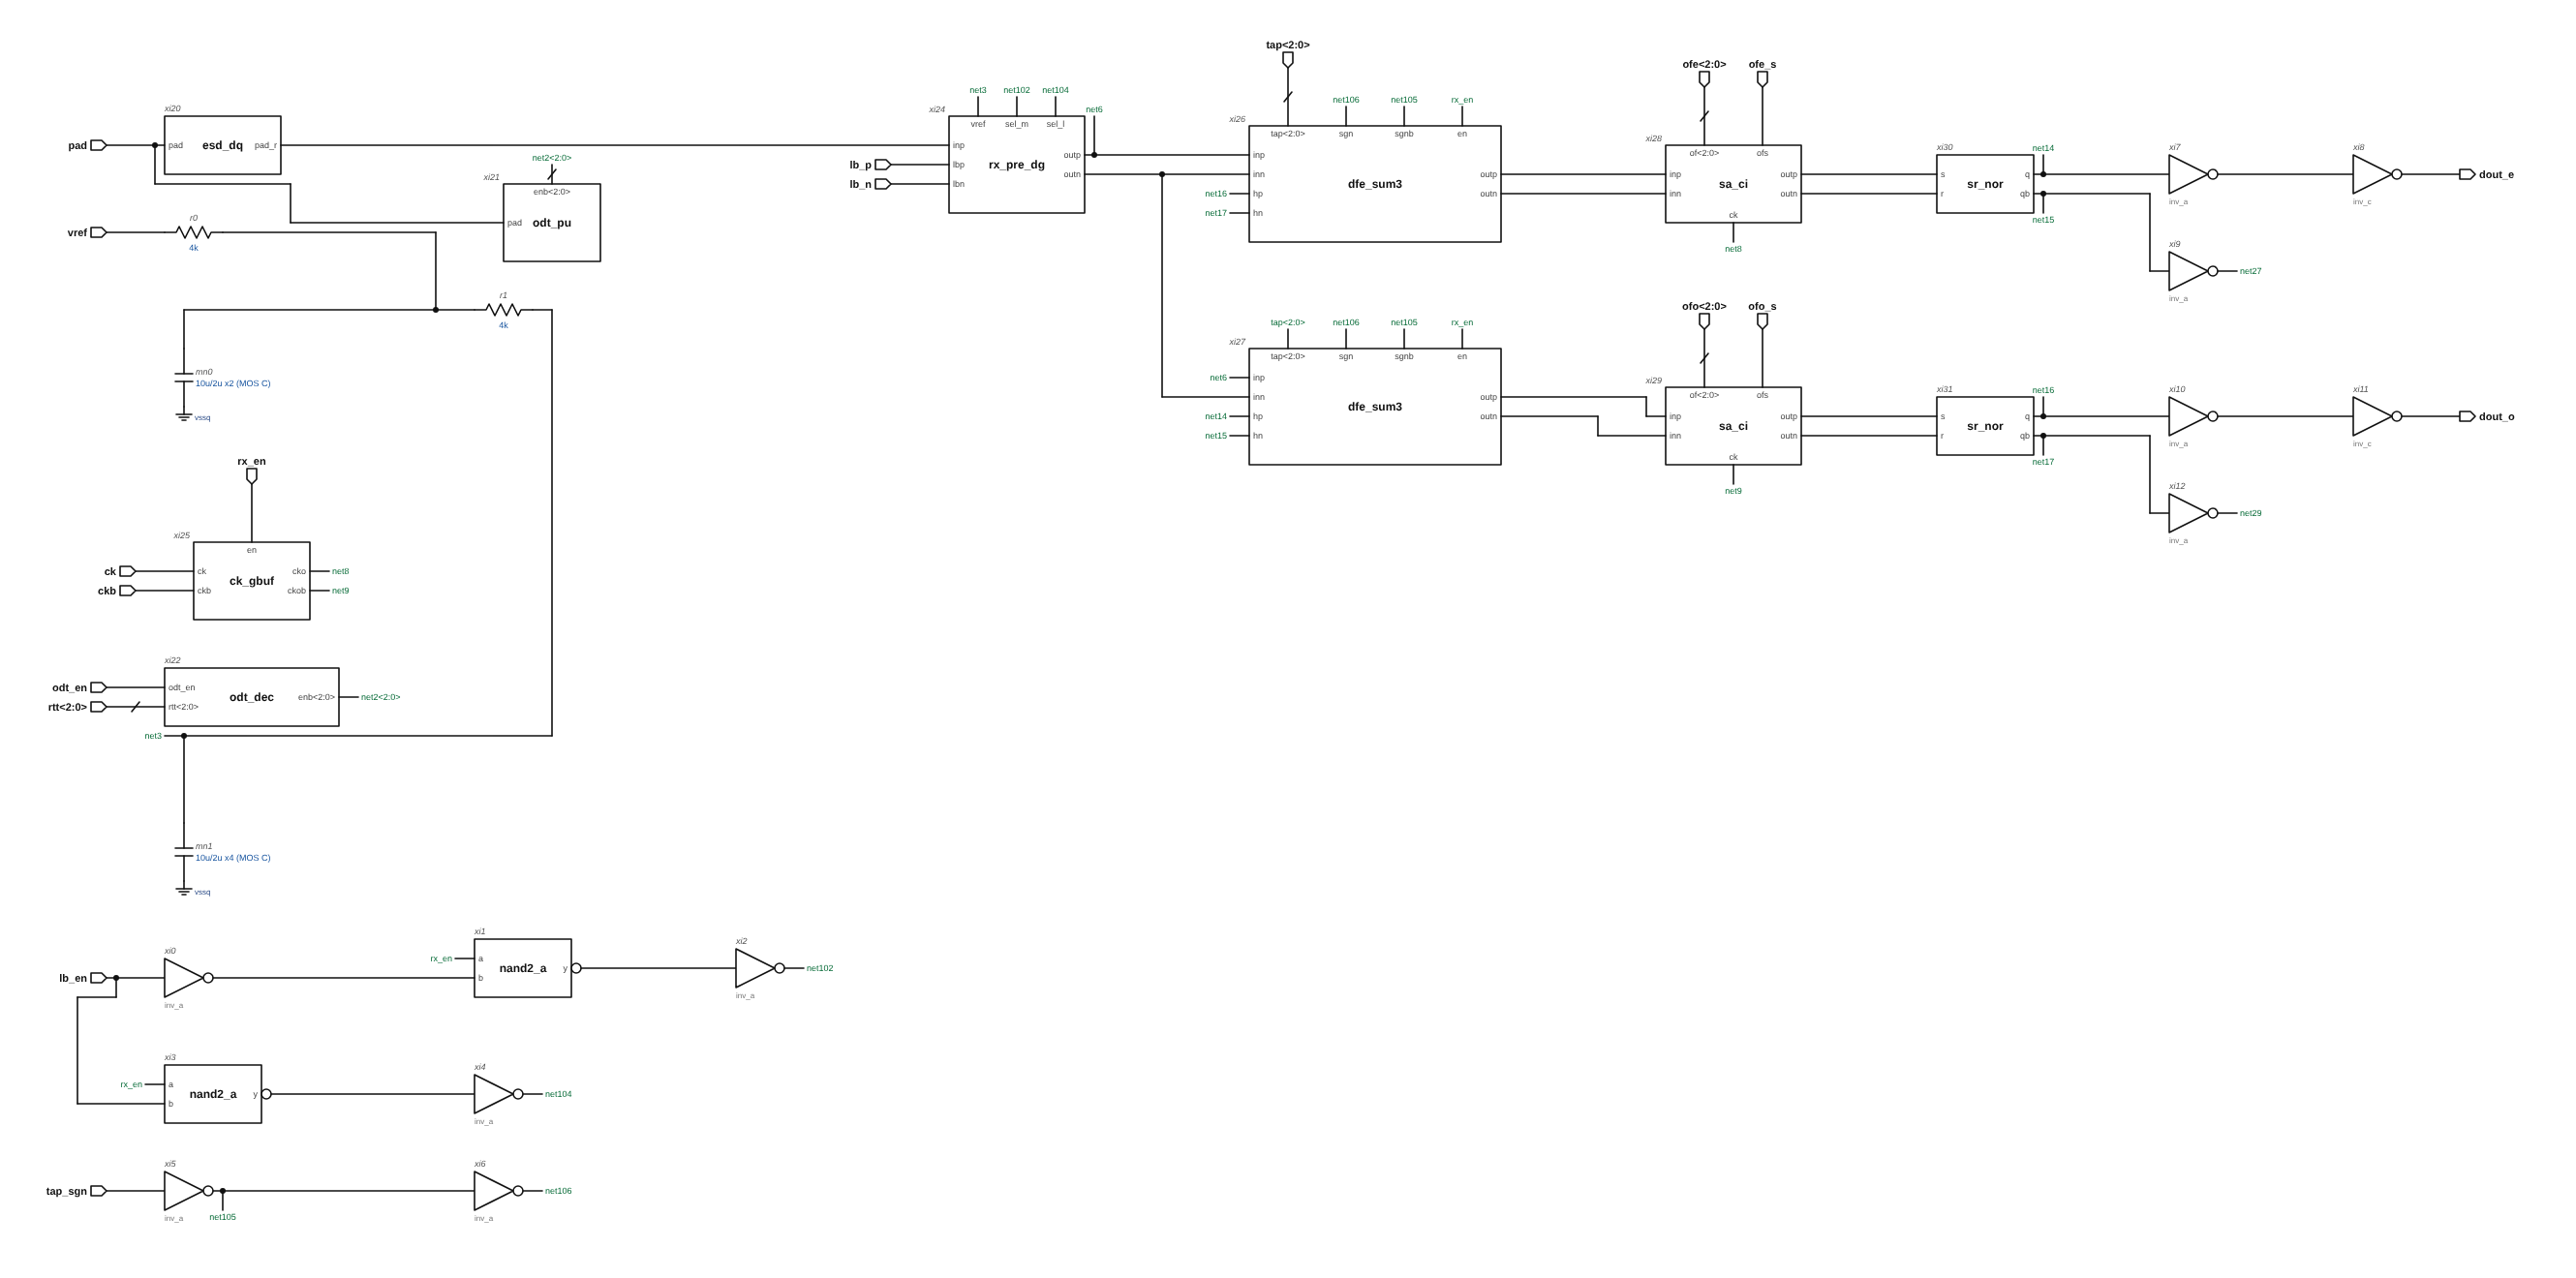 tap<2:0>
ofe<2:0>
ofe_s
net3
net102
net104
net6
net106
net105
rx_en
xi20
xi24
xi26
xi28
xi30
xi7
xi8
pad
pad
esd_dq
pad_r
vref
sel_m
sel_l
inp
lb_p
lbp
rx_pre_dg
outp
lb_n
lbn
outn
tap<2:0>
sgn
sgnb
en
inp
inn
net16
hp
net17
hn
dfe_sum3
outp
outn
of<2:0>
ofs
inp
inn
sa_ci
outp
outn
ck
net8
s
r
sr_nor
q
qb
net14
net15
inv_a
inv_c
dout_e
xi9
net27
inv_a
net2<2:0>
xi21
enb<2:0>
pad
odt_pu
vref
r0
4k
r1
4k
mn0
10u/2u x2 (MOS C)
vssq
ofo<2:0>
ofo_s
tap<2:0>
net106
net105
rx_en
xi27
tap<2:0>
sgn
sgnb
en
net6
inp
inn
net14
hp
net15
hn
dfe_sum3
outp
outn
xi29
of<2:0>
ofs
inp
inn
sa_ci
outp
outn
ck
net9
xi31
s
r
sr_nor
q
qb
net16
net17
xi10
inv_a
xi11
inv_c
dout_o
xi12
net29
inv_a
rx_en
xi25
en
ck
ck
ckb
ckb
ck_gbuf
cko
net8
ckob
net9
xi22
odt_en
odt_en
rtt<2:0>
rtt<2:0>
odt_dec
enb<2:0>
net2<2:0>
net3
mn1
10u/2u x4 (MOS C)
vssq
lb_en
xi0
inv_a
xi1
rx_en
a
b
nand2_a
y
xi2
net102
inv_a
xi3
rx_en
a
b
nand2_a
y
xi4
net104
inv_a
tap_sgn
xi5
inv_a
net105
xi6
net106
inv_a